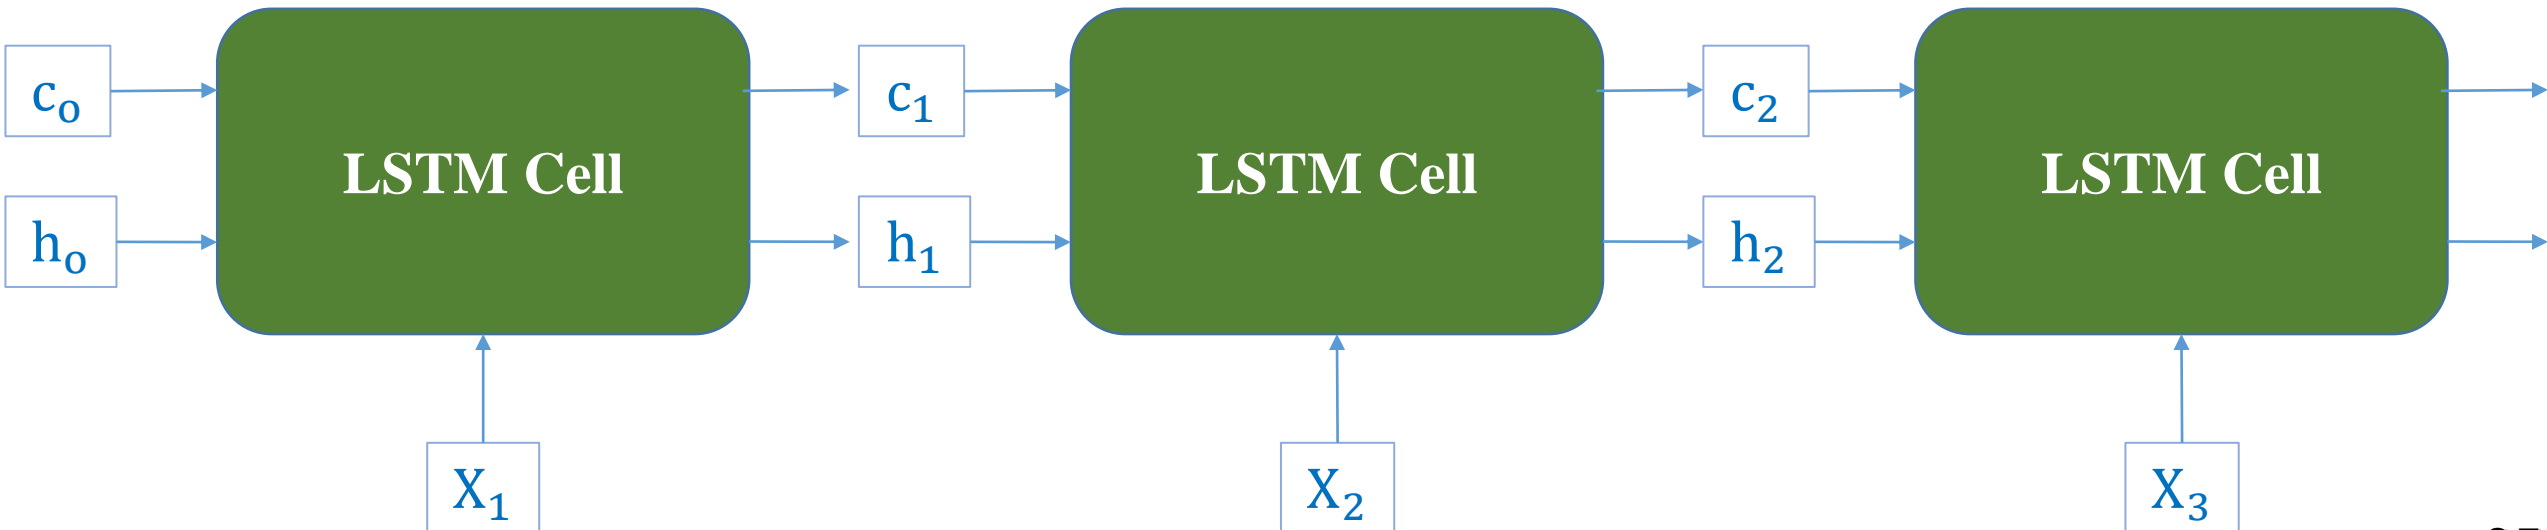 c₀ c₁ c₂
LSTM Cell LSTM Cell LSTM Cell
h₀ h₁ h₂
X₁ X₂ X₃